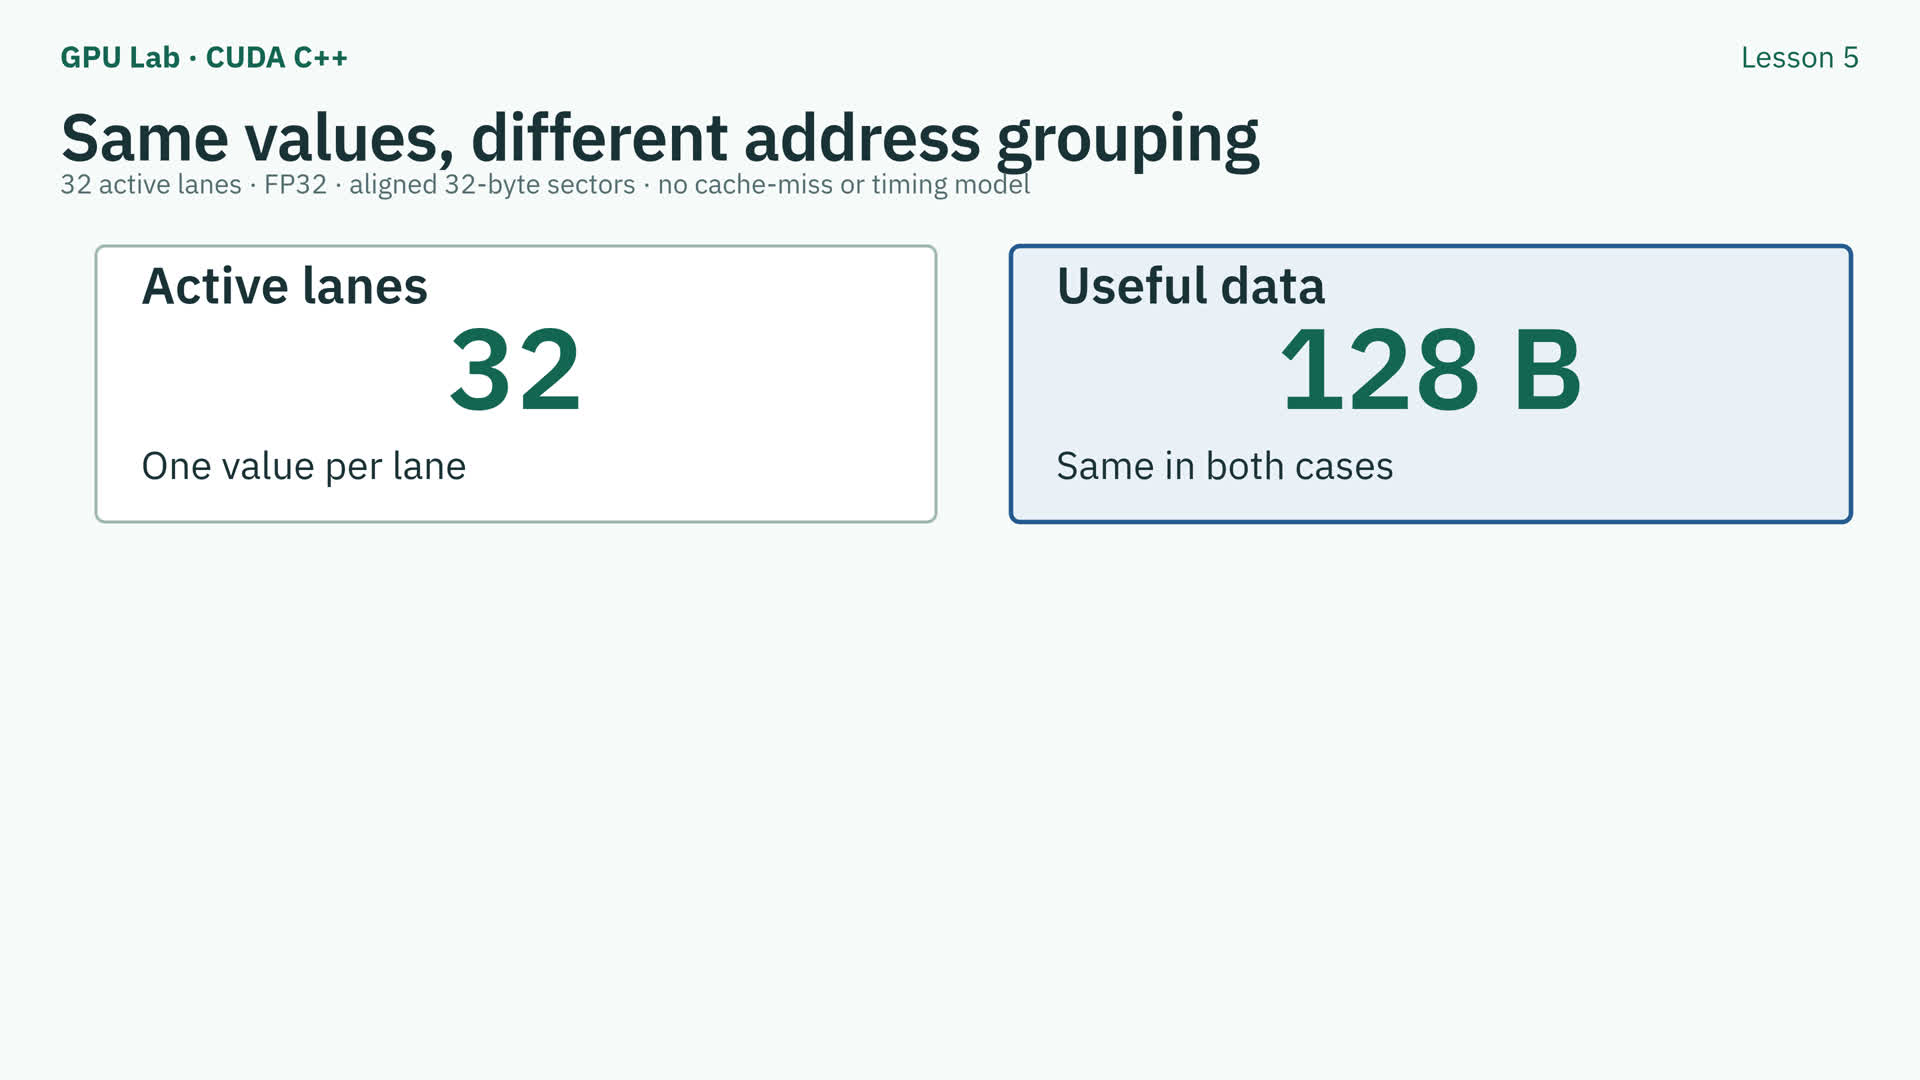 GPU Lab · CUDA C++
Lesson 5
Same values, different address grouping
32 active lanes · FP32 · aligned 32-byte sectors · no cache-miss or timing model
Active lanes
32
One value per lane
Useful data
128 B
Same in both cases